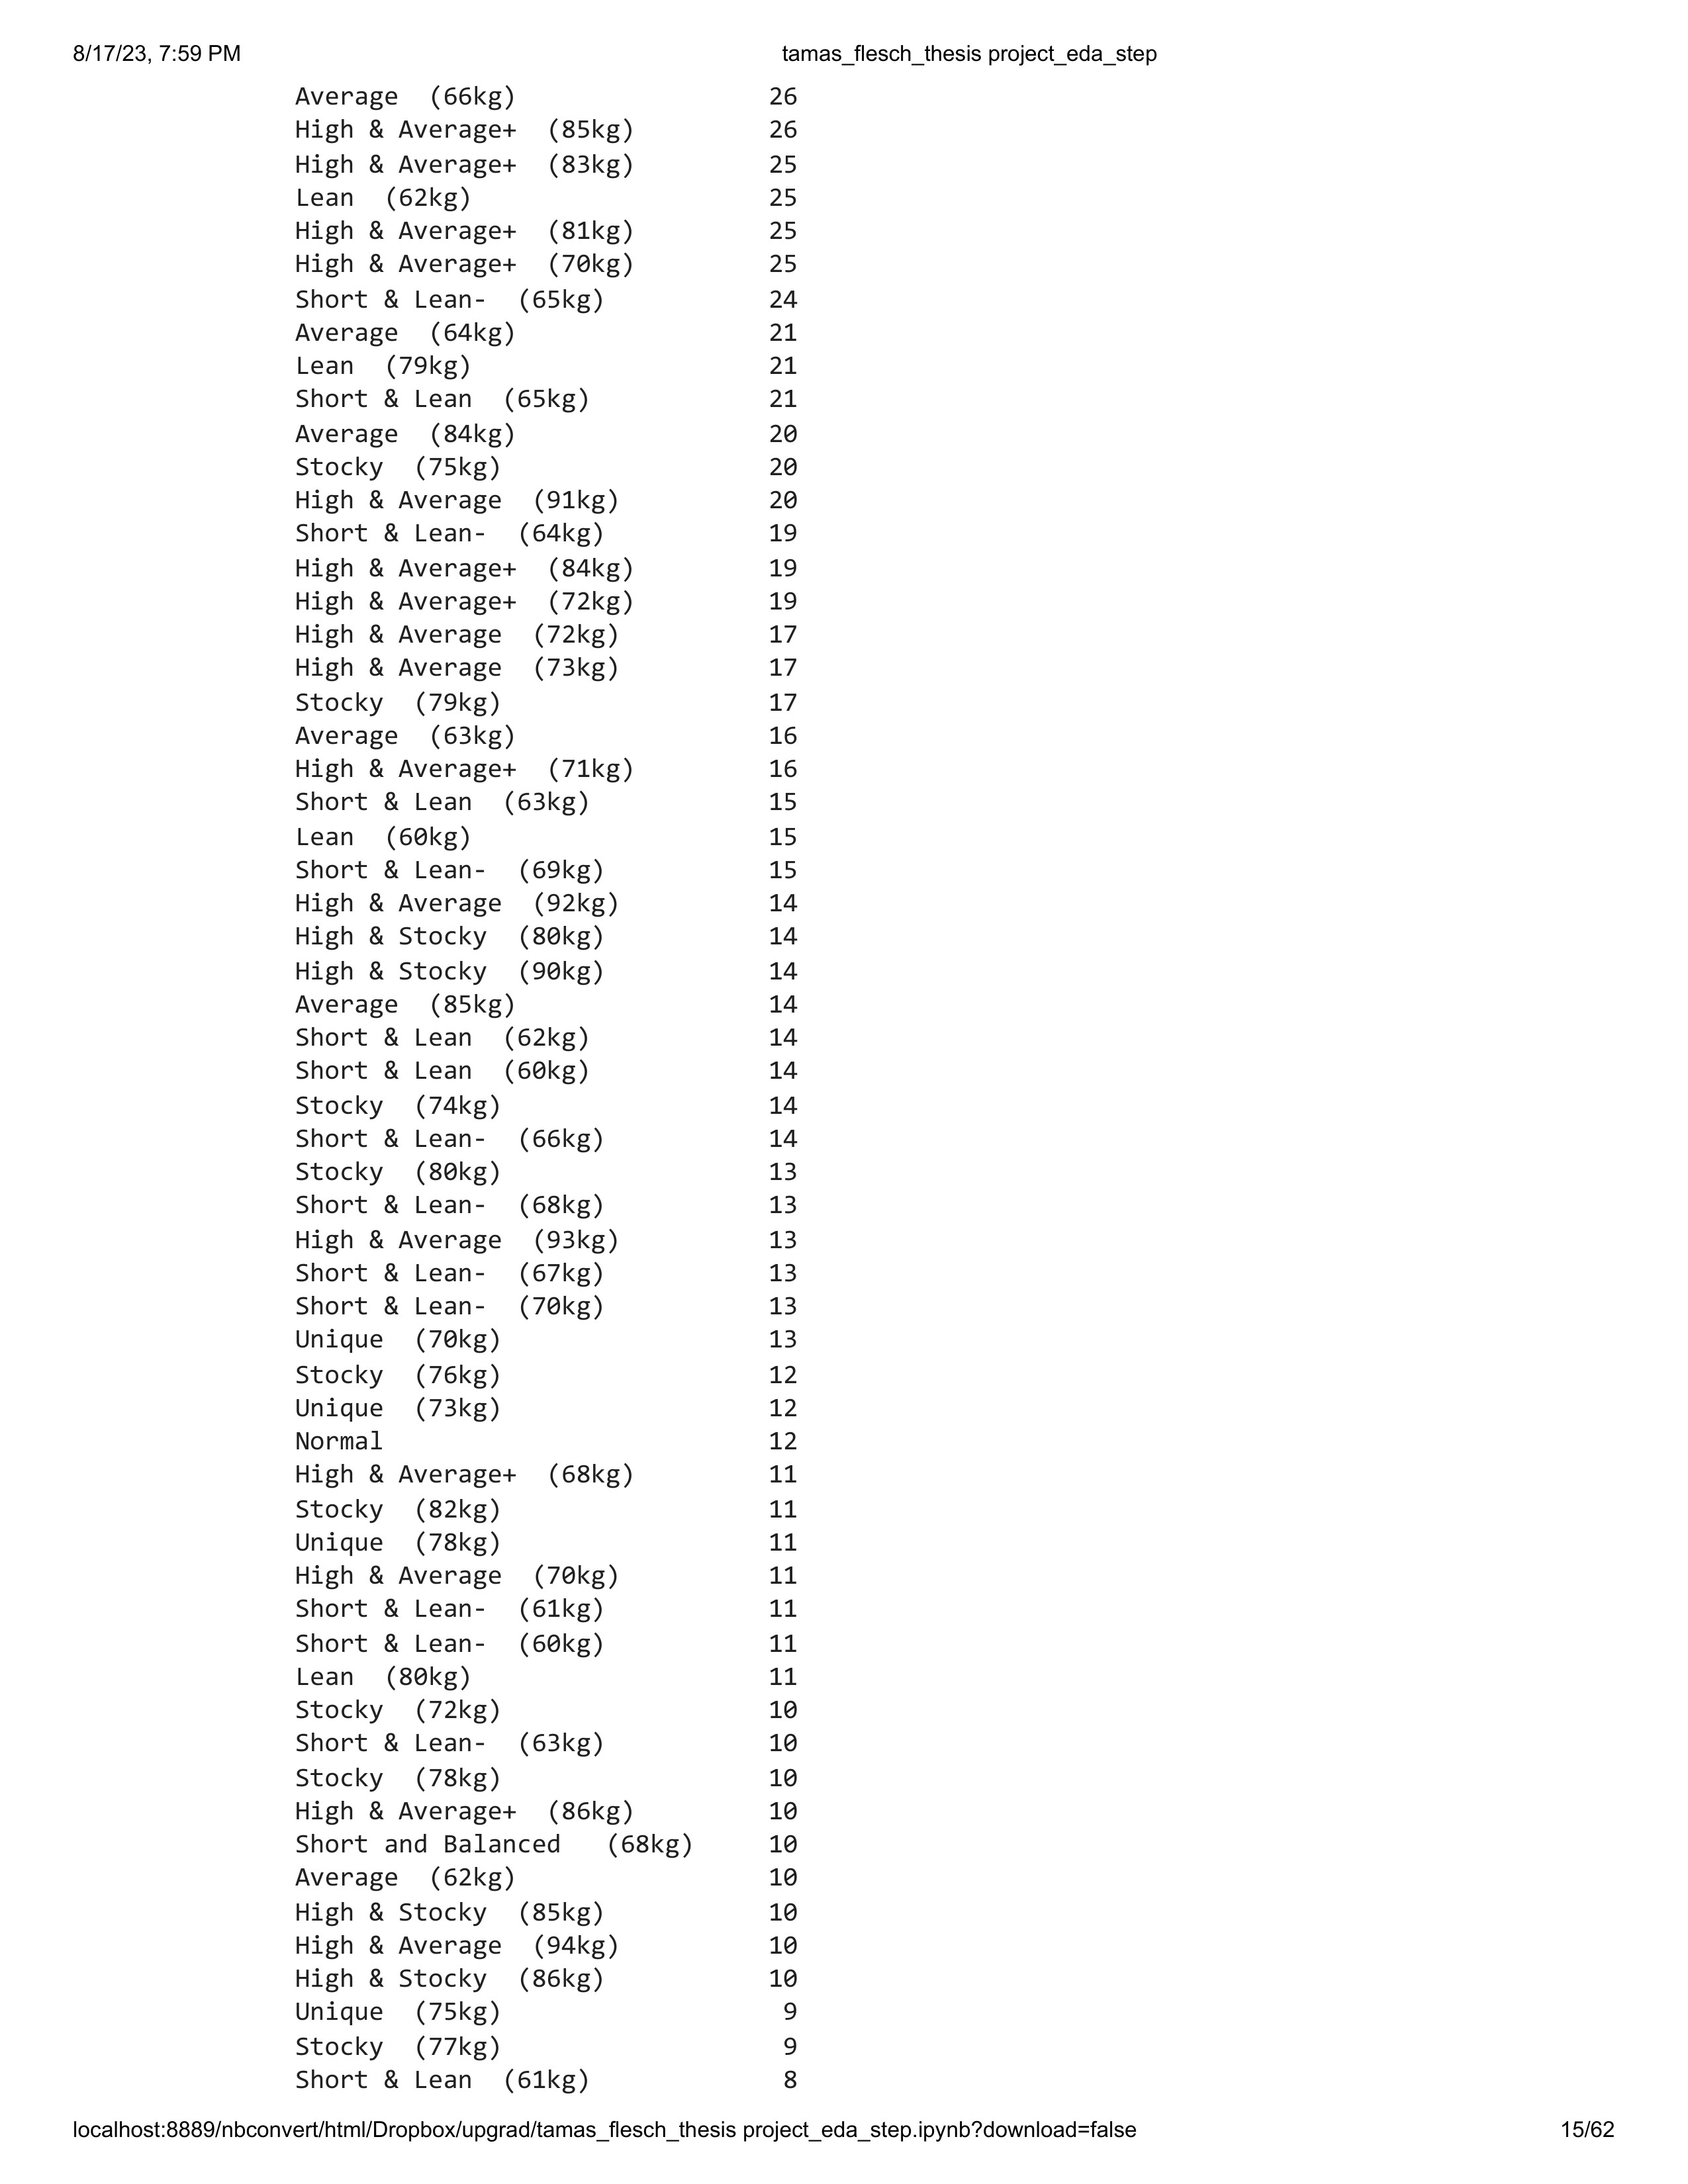 8/17/23, 7:59 PM tamas_flesch_thesis project_eda_step
Average (66kg) 26
High & Average+ (85kg) 26
High & Average+ (83kg) 25
Lean (62kg) 25
High & Average+ (81kg) 25
High & Average+ (70kg) 25
Short & Lean- (65kg) 24
Average (64kg) 21
Lean (79kg) 21
Short & Lean (65kg) 21
Average (84kg) 20
Stocky (75kg) 20
High & Average (91kg) 20
Short & Lean- (64kg) 19
High & Average+ (84kg) 19
High & Average+ (72kg) 19
High & Average (72kg) 17
High & Average (73kg) 17
Stocky (79kg) 17
Average (63kg) 16
High & Average+ (71kg) 16
Short & Lean (63kg) 15
Lean (60kg) 15
Short & Lean- (69kg) 15
High & Average (92kg) 14
High & Stocky (80kg) 14
High & Stocky (90kg) 14
Average (85kg) 14
Short & Lean (62kg) 14
Short & Lean (60kg) 14
Stocky (74kg) 14
Short & Lean- (66kg) 14
Stocky (80kg) 13
Short & Lean- (68kg) 13
High & Average (93kg) 13
Short & Lean- (67kg) 13
Short & Lean- (70kg) 13
Unique (70kg) 13
Stocky (76kg) 12
Unique (73kg) 12
Normal 12
High & Average+ (68kg) 11
Stocky (82kg) 11
Unique (78kg) 11
High & Average (70kg) 11
Short & Lean- (61kg) 11
Short & Lean- (60kg) 11
Lean (80kg) 11
Stocky (72kg) 10
Short & Lean- (63kg) 10
Stocky (78kg) 10
High & Average+ (86kg) 10
Short and Balanced (68kg) 10
Average (62kg) 10
High & Stocky (85kg) 10
High & Average (94kg) 10
High & Stocky (86kg) 10
Unique (75kg) 9
Stocky (77kg) 9
Short & Lean (61kg) 8
localhost:8889/nbconvert/html/Dropbox/upgrad/tamas_flesch_thesis project_eda_step.ipynb?download=false 15/62